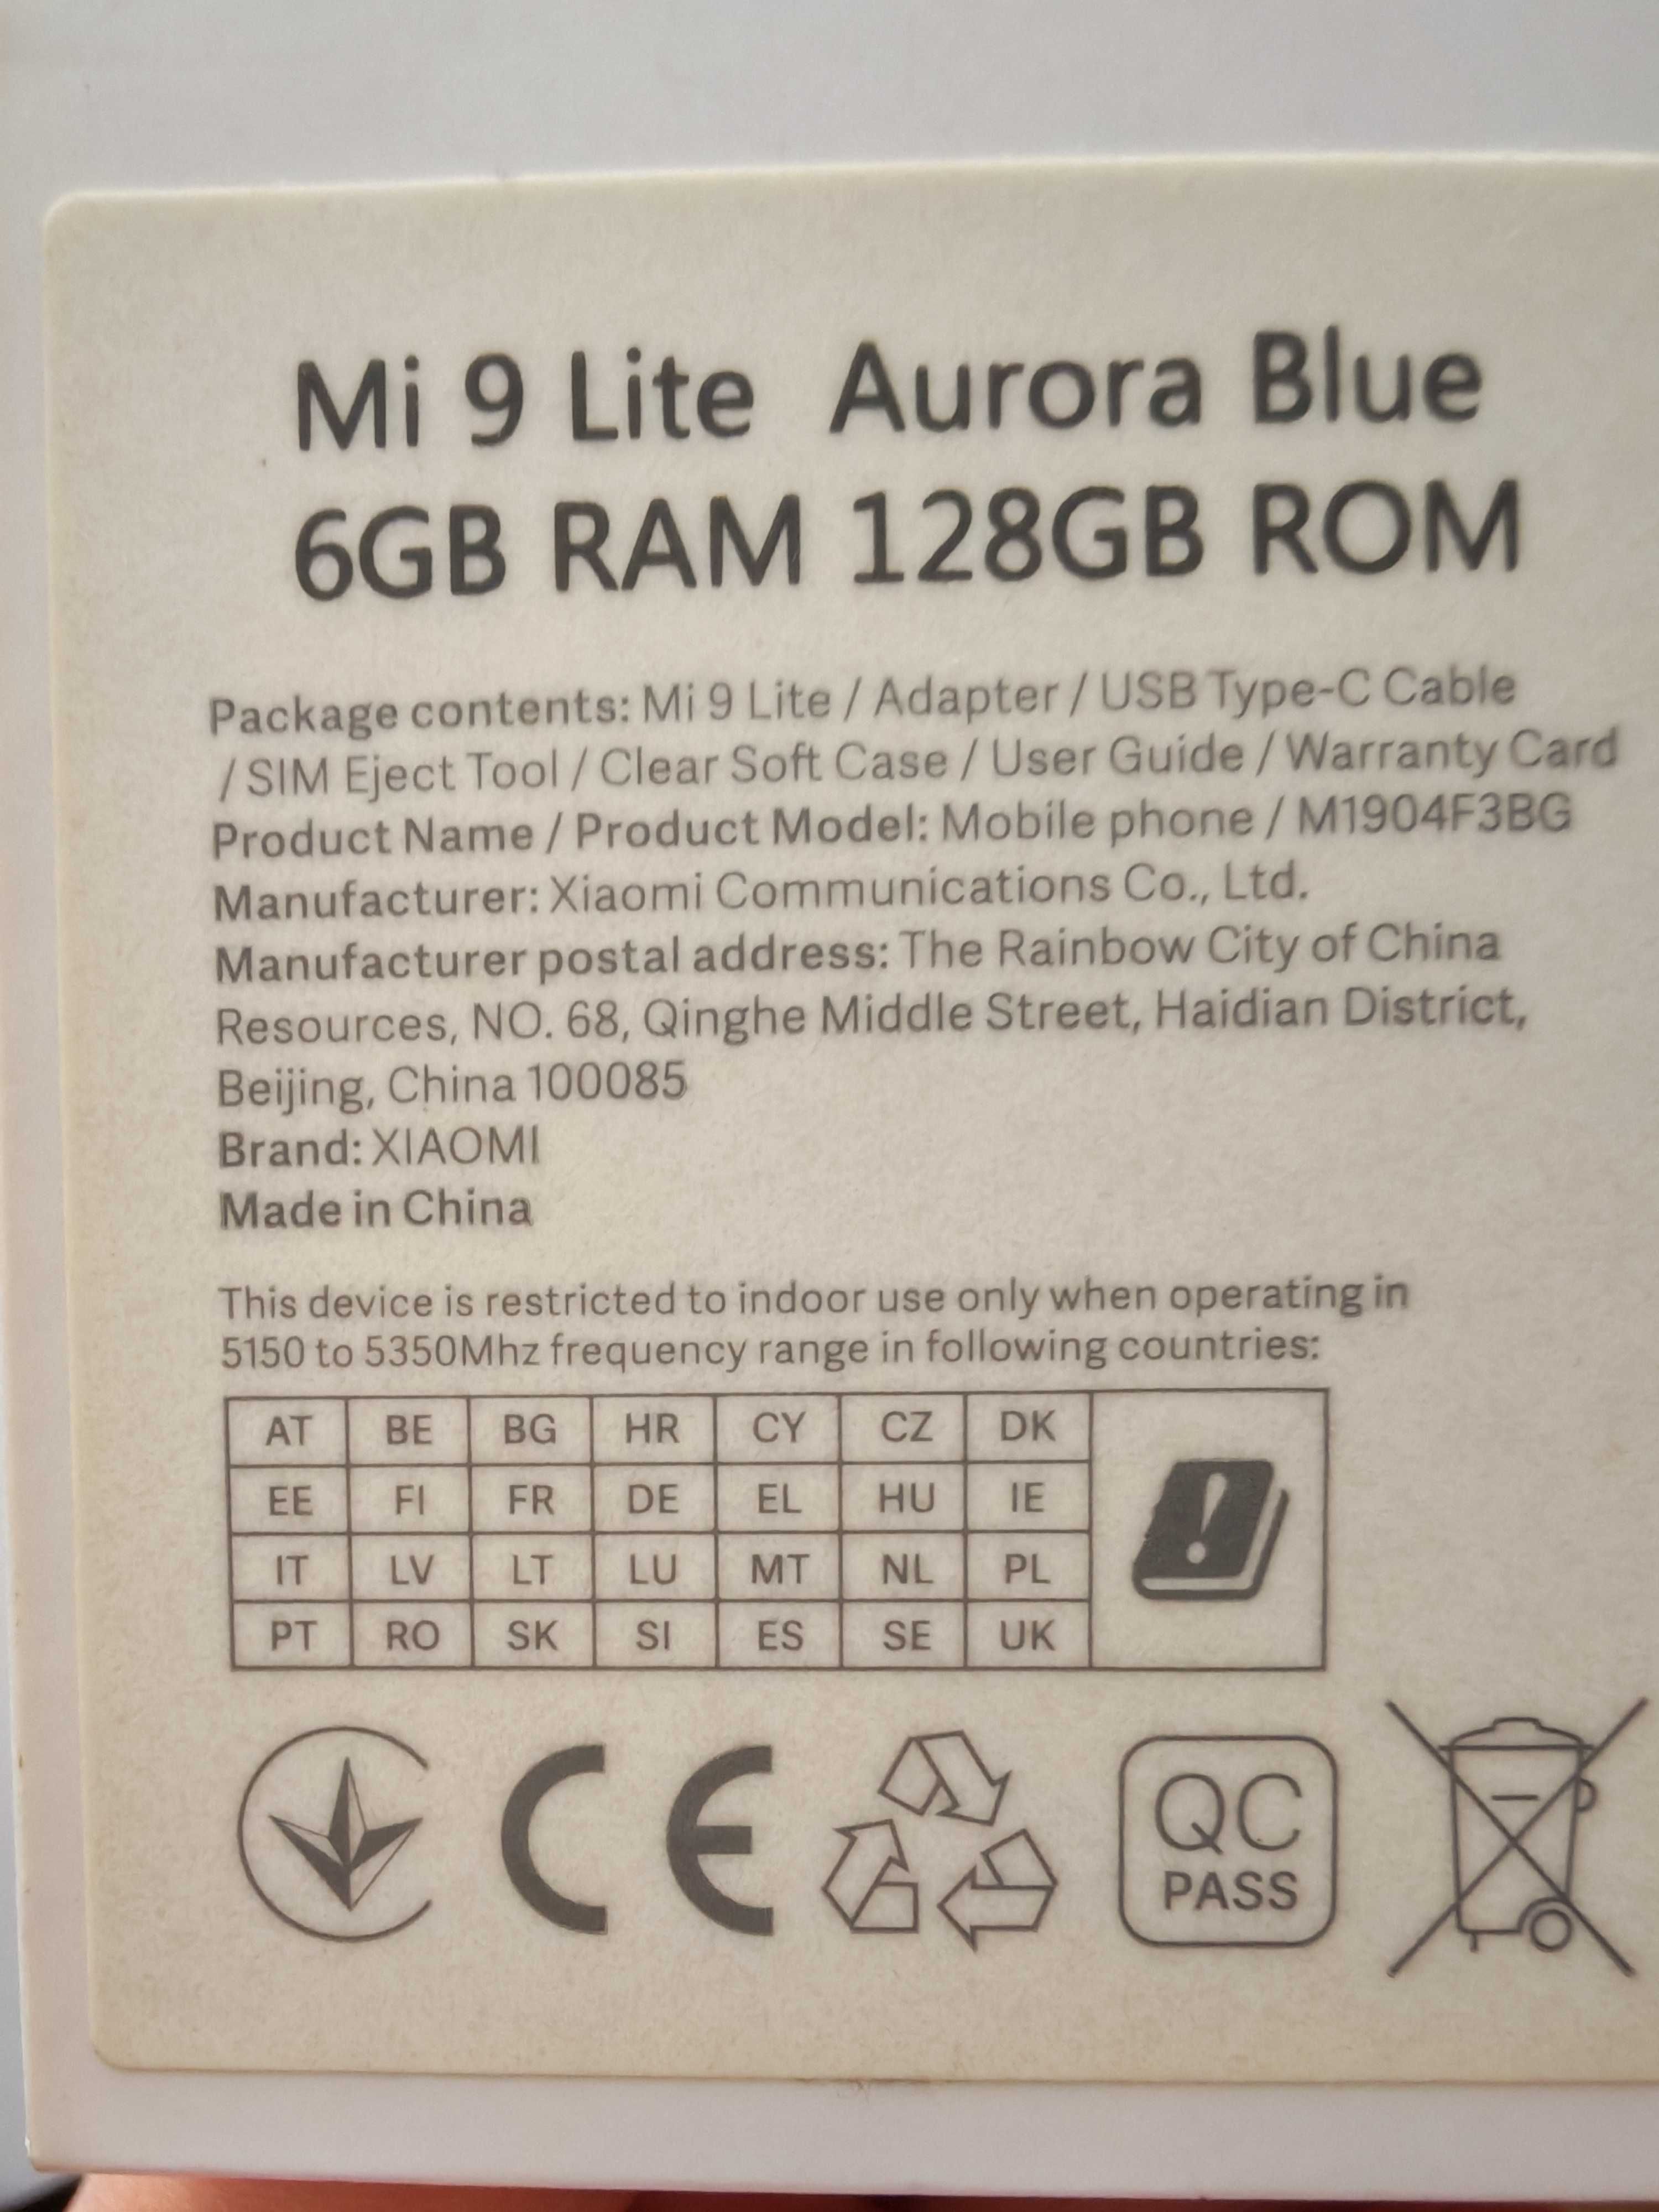 Mi 9 Lite Aurora Blue
6GB RAM 128GB ROM
Package contents: Mi 9 Lite / Adapter / USB Type-C Cable
/ SIM Eject Tool / Clear Soft Case / User Guide / Warranty Card
Product Name / Product Model: Mobile phone / M1904F3BG
Manufacturer: Xiaomi Communications Co., Ltd.
Manufacturer postal address: The Rainbow City of China
Resources, NO. 68, Qinghe Middle Street, Haidian District,
Beijing, China 100085
Brand: XIAOMI
Made in China
This device is restricted to indoor use only when operating in
5150 to 5350Mhz frequency range in following countries:
AT BE BG HR CY CZ DK
EE FI FR DE EL HU IE
IT LV LT LU MT NL PL
PT RO SK SI ES SE UK
!
CE QC
PASS